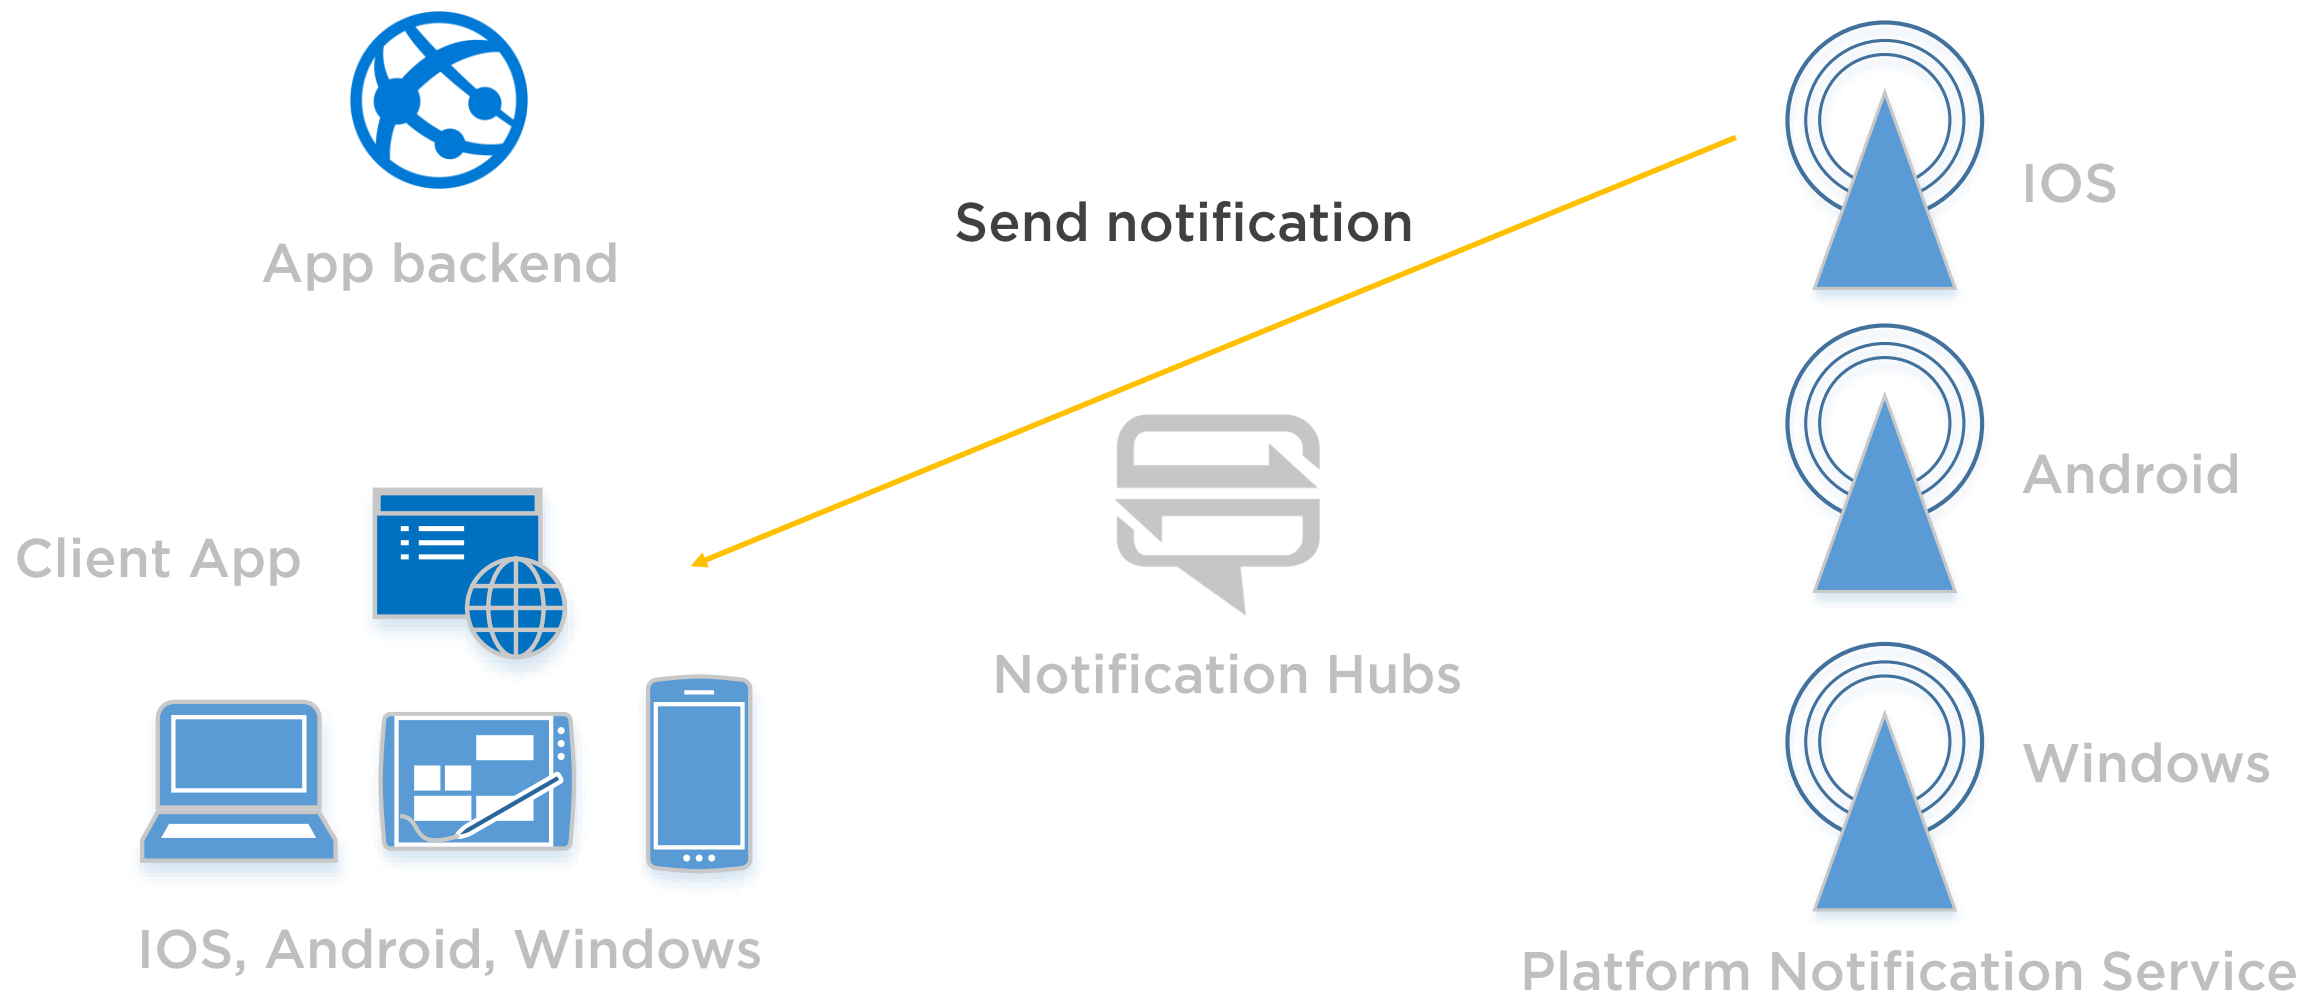 IOS
Send notification
App backend
Android
Client App
Notification Hubs
Windows
IOS, Android, Windows
Platform Notification Service